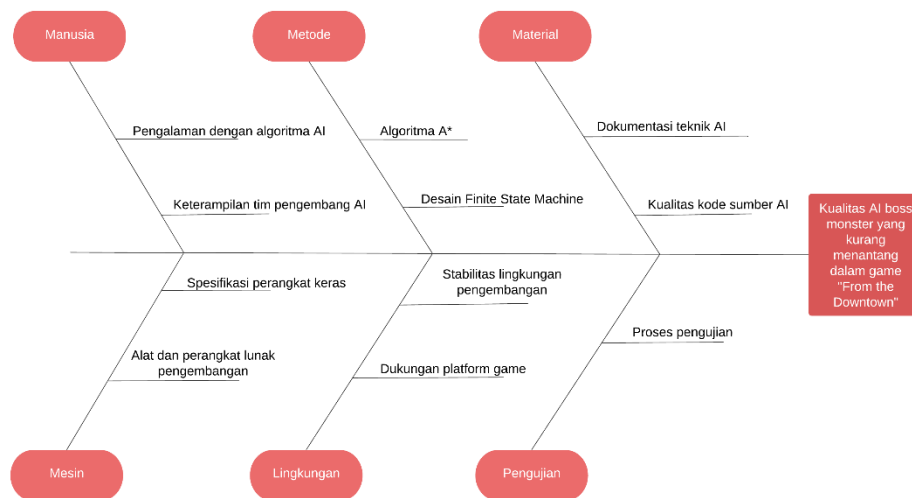 Manusia
Metode
Material
Pengalaman dengan algoritma AI
Algoritma A*
Dokumentasi teknik AI
Keterampilan tim pengembang AI
Desain Finite State Machine
Kualitas kode sumber AI
Kualitas AI boss
monster yang
kurang
menantang
dalam game
"From the
Downtown"
Spesifikasi perangkat keras
Stabilitas lingkungan
pengembangan
Proses pengujian
Alat dan perangkat lunak
pengembangan
Dukungan platform game
Mesin
Lingkungan
Pengujian